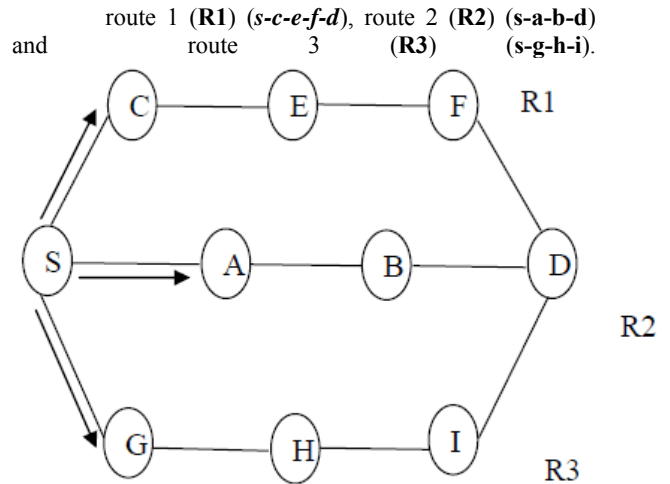 route 1 (R1) (s-c-e-f-d), route 2 (R2) (s-a-b-d)
and route 3 (R3) (s-g-h-i).
C E F R1
S A B D
R2
G H I
R3